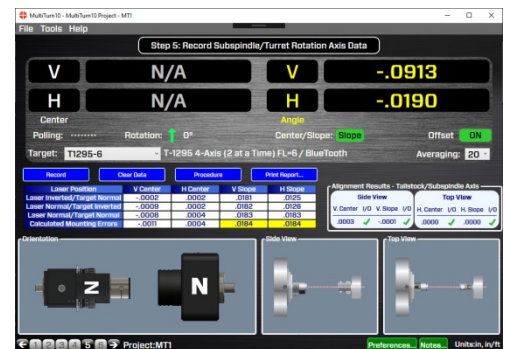 MultiTurn10 - MultiTurn10 Project - MT1
File Tools Help
Step 5: Record Subspindle/Turret Rotation Axis Data
V N/A V -.0913
H N/A H -.0190
Center Angle
Polling: -------- Rotation: 0° Center/Slope: Slope Offset ON
Target: T1295-6 T-1295 4-Axis (2 at a Time) FL=6 / BlueTooth Averaging: 20
Record Clear Data Procedure Print Report...
Laser Position V Center H Center V Slope H Slope
Laser Inverted/Target Normal -.0002 .0002 .0181 .0125
Laser Normal/Target Inverted -.0009 .0002 .0182 .0126
Laser Normal/Target Normal -.0008 .0004 .0183 .0183
Calculated Mounting Errors -.0011 .0004 .0184 .0184
Alignment Results - Tailstock/Subspindle Axis
Side View Top View
V. Center I/O V. Slope I/O H. Center I/O H. Slope I/O
.0003 -.0001 .0000 .0000
Orientation Side View Top View
N N
1 2 3 4 5 6 Project:MT1 Preferences... Notes... Units:in, in/ft